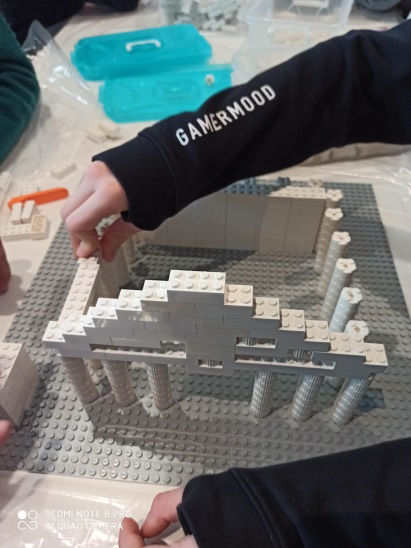 GAMERMOOD
REDMI NOTE 8 PRO
AI QUAD CAMERA